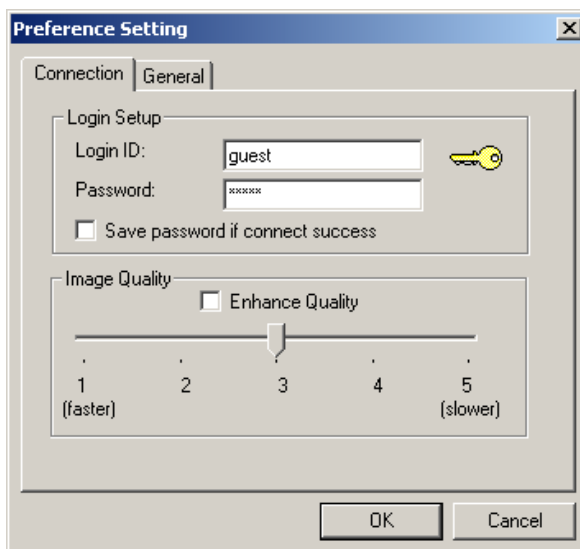 Preference Setting
Connection General
Login Setup
Login ID: guest
Password: *****
Save password if connect success
Image Quality
Enhance Quality
1 2 3 4 5
(faster) (slower)
OK Cancel